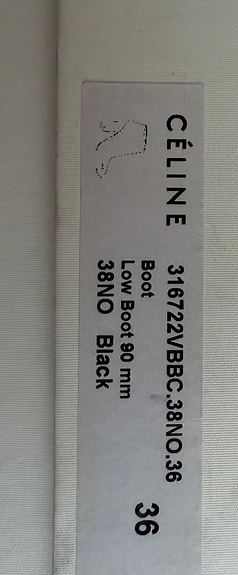 CÉLINE
316722VBBC.38NO.36
Boot
Low Boot 90 mm
38NO Black
36